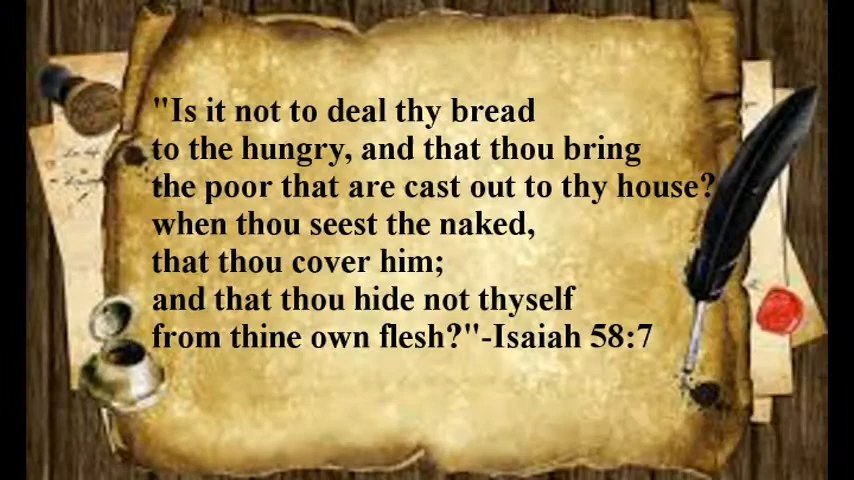 "Is it not to deal thy bread
to the hungry, and that thou bring
the poor that are cast out to thy house?
when thou seest the naked,
that thou cover him;
and that thou hide not thyself
from thine own flesh?"-Isaiah 58:7